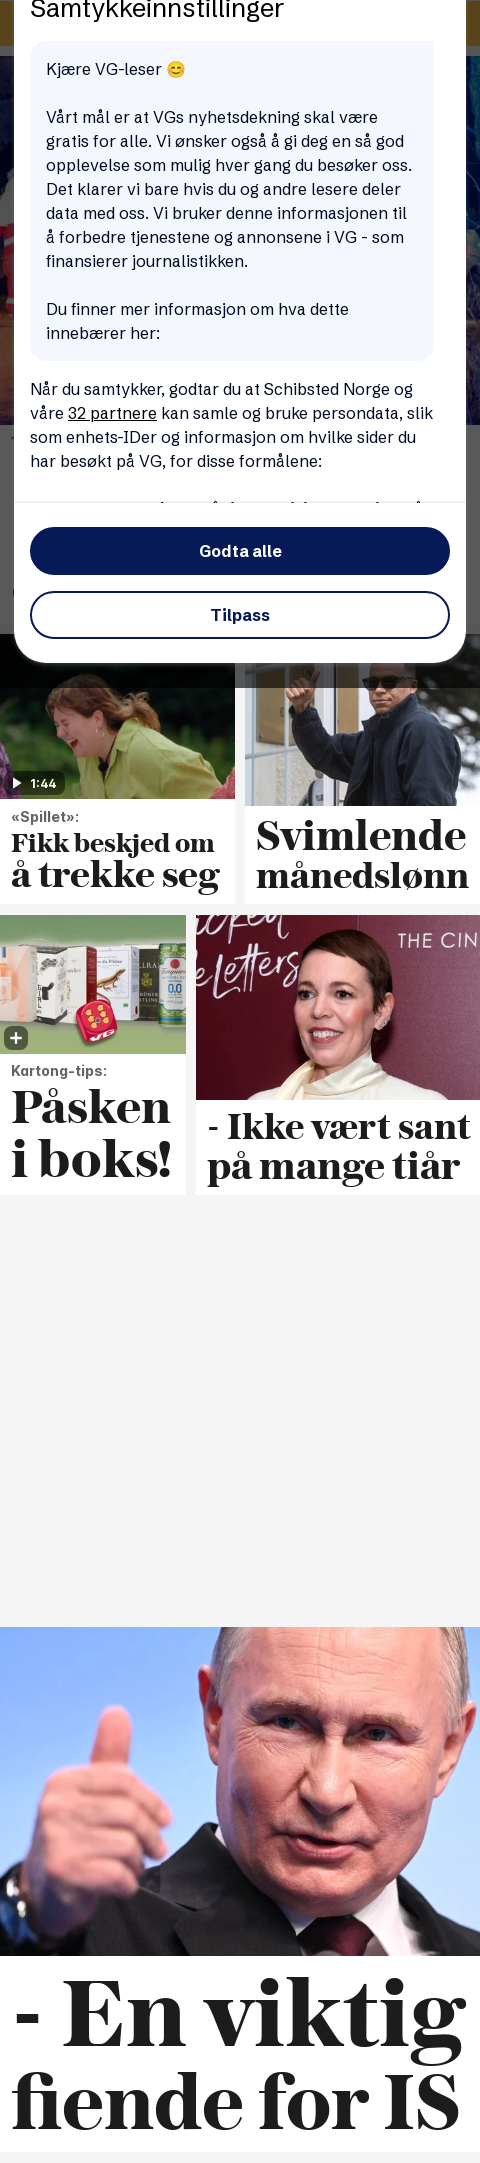 Samtykkeinnstillinger
Kjære VG-leser 😊
Vårt mål er at VGs nyhetsdekning skal være
gratis for alle. Vi ønsker også å gi deg en så god
opplevelse som mulig hver gang du besøker oss.
Det klarer vi bare hvis du og andre lesere deler
data med oss. Vi bruker denne informasjonen til
å forbedre tjenestene og annonsene i VG - som
finansierer journalistikken.
Du finner mer informasjon om hva dette
innebærer her:
Når du samtykker, godtar du at Schibsted Norge og
våre 32 partnere kan samle og bruke persondata, slik
som enhets-IDer og informasjon om hvilke sider du
har besøkt på VG, for disse formålene:
Godta alle
Tilpass
1:44
«Spillet»:
Fikk beskjed om
å trekke seg
Svimlende
månedslønn
THE CIN
Letters
VG
Kartong-tips:
Påsken
i boks!
- Ikke vært sant
på mange tiår
- En viktig
fiende for IS